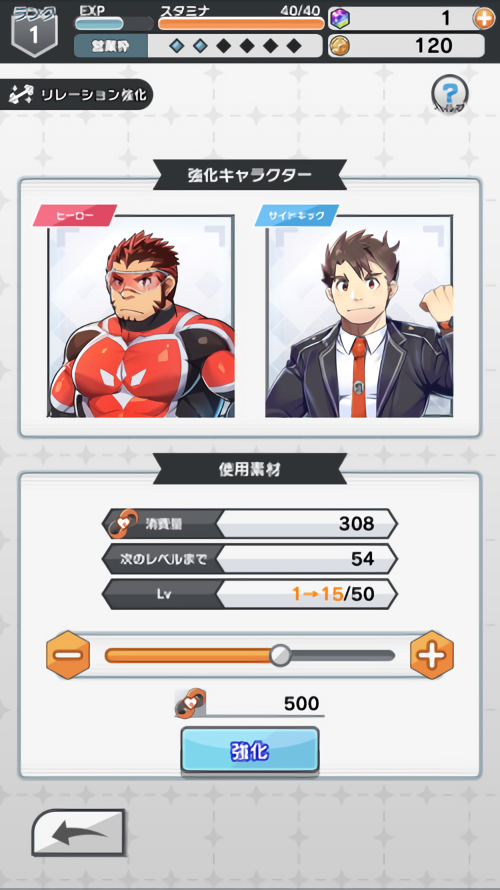 ランク
1
EXP
スタミナ 40/40
1
営業枠
120
リレーション強化
?
ヘルプ
強化キャラクター
ヒーロー サイドキック
使用素材
消費量 308
次のレベルまで 54
Lv 1→15/50
500
強化